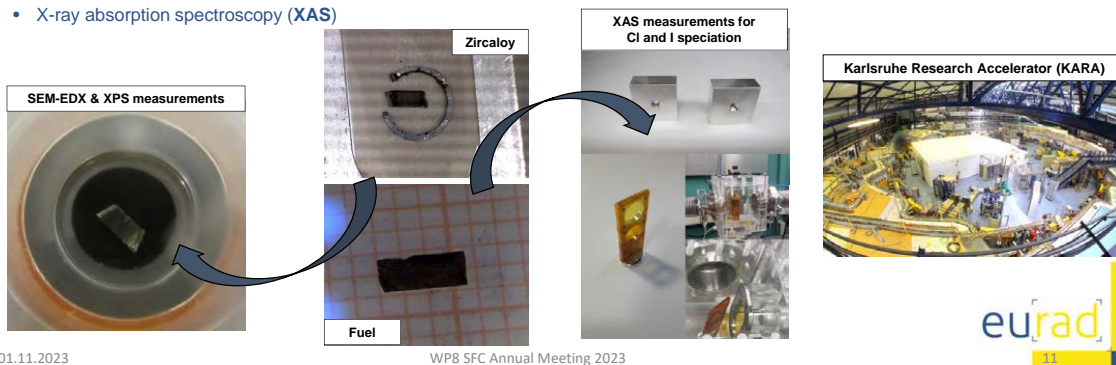 • X-ray absorption spectroscopy (XAS)
Zircaloy
XAS measurements for
Cl and I speciation
Karlsruhe Research Accelerator (KARA)
SEM-EDX & XPS measurements
Fuel
eurad
01.11.2023
WP8 SFC Annual Meeting 2023
11